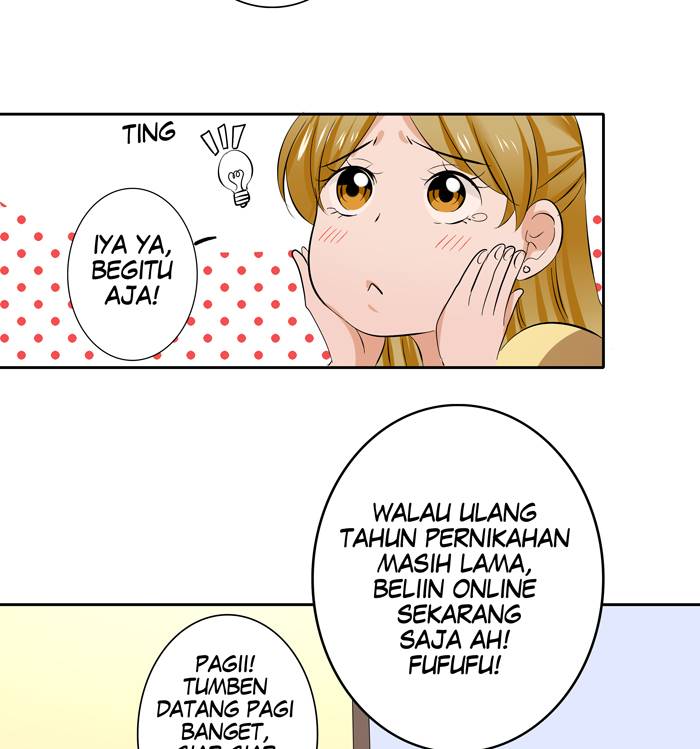 TING
IYA YA,
BEGITU
AJA!
WALAU ULANG
TAHUN PERNIKAHAN
MASIH LAMA,
BELIIN ONLINE
SEKARANG
SAJA AH!
FUFUFU!
PAGII!
TUMBEN
DATANG PAGI
BANGET,